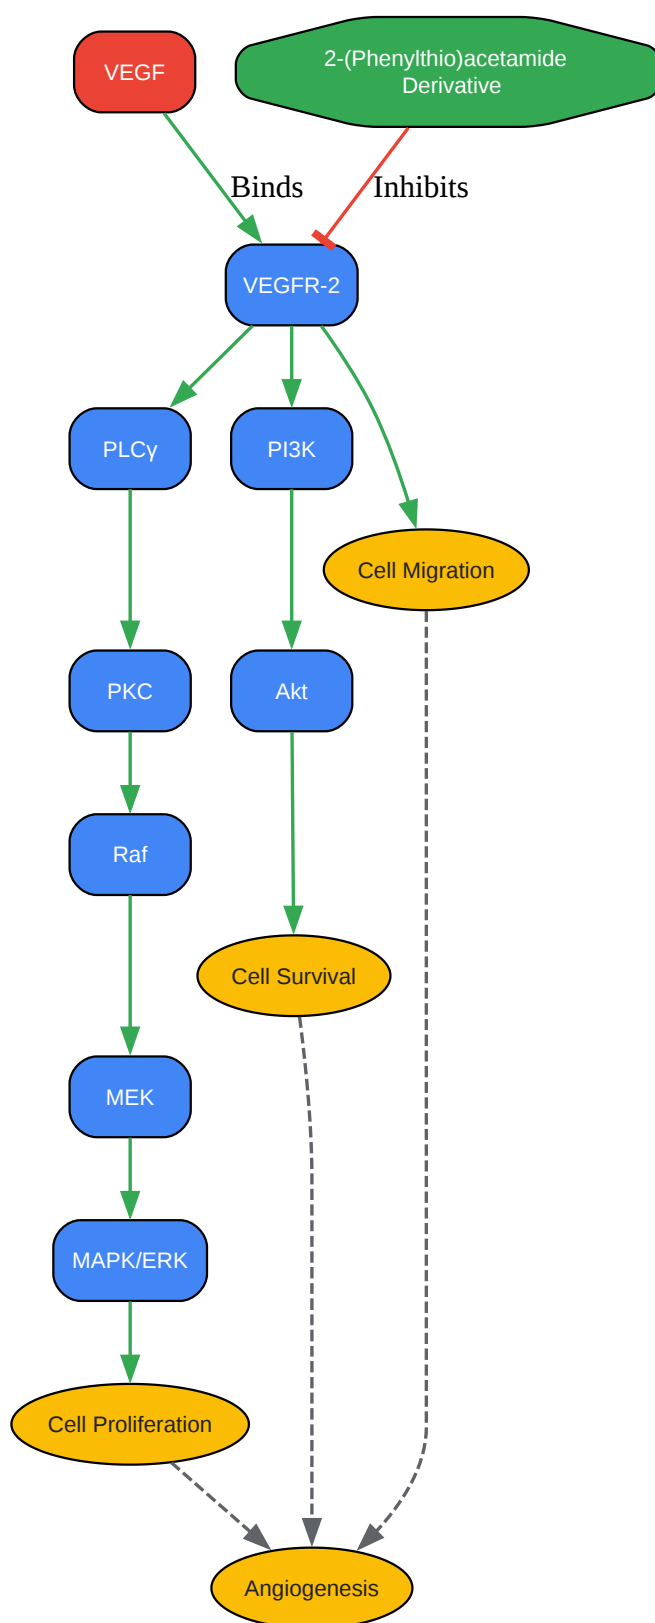 VEGF
2-(Phenylthio)acetamide
Derivative
Binds
Inhibits
VEGFR-2
PLCγ
PI3K
Cell Migration
PKC
Akt
Raf
Cell Survival
MEK
MAPK/ERK
Cell Proliferation
Angiogenesis